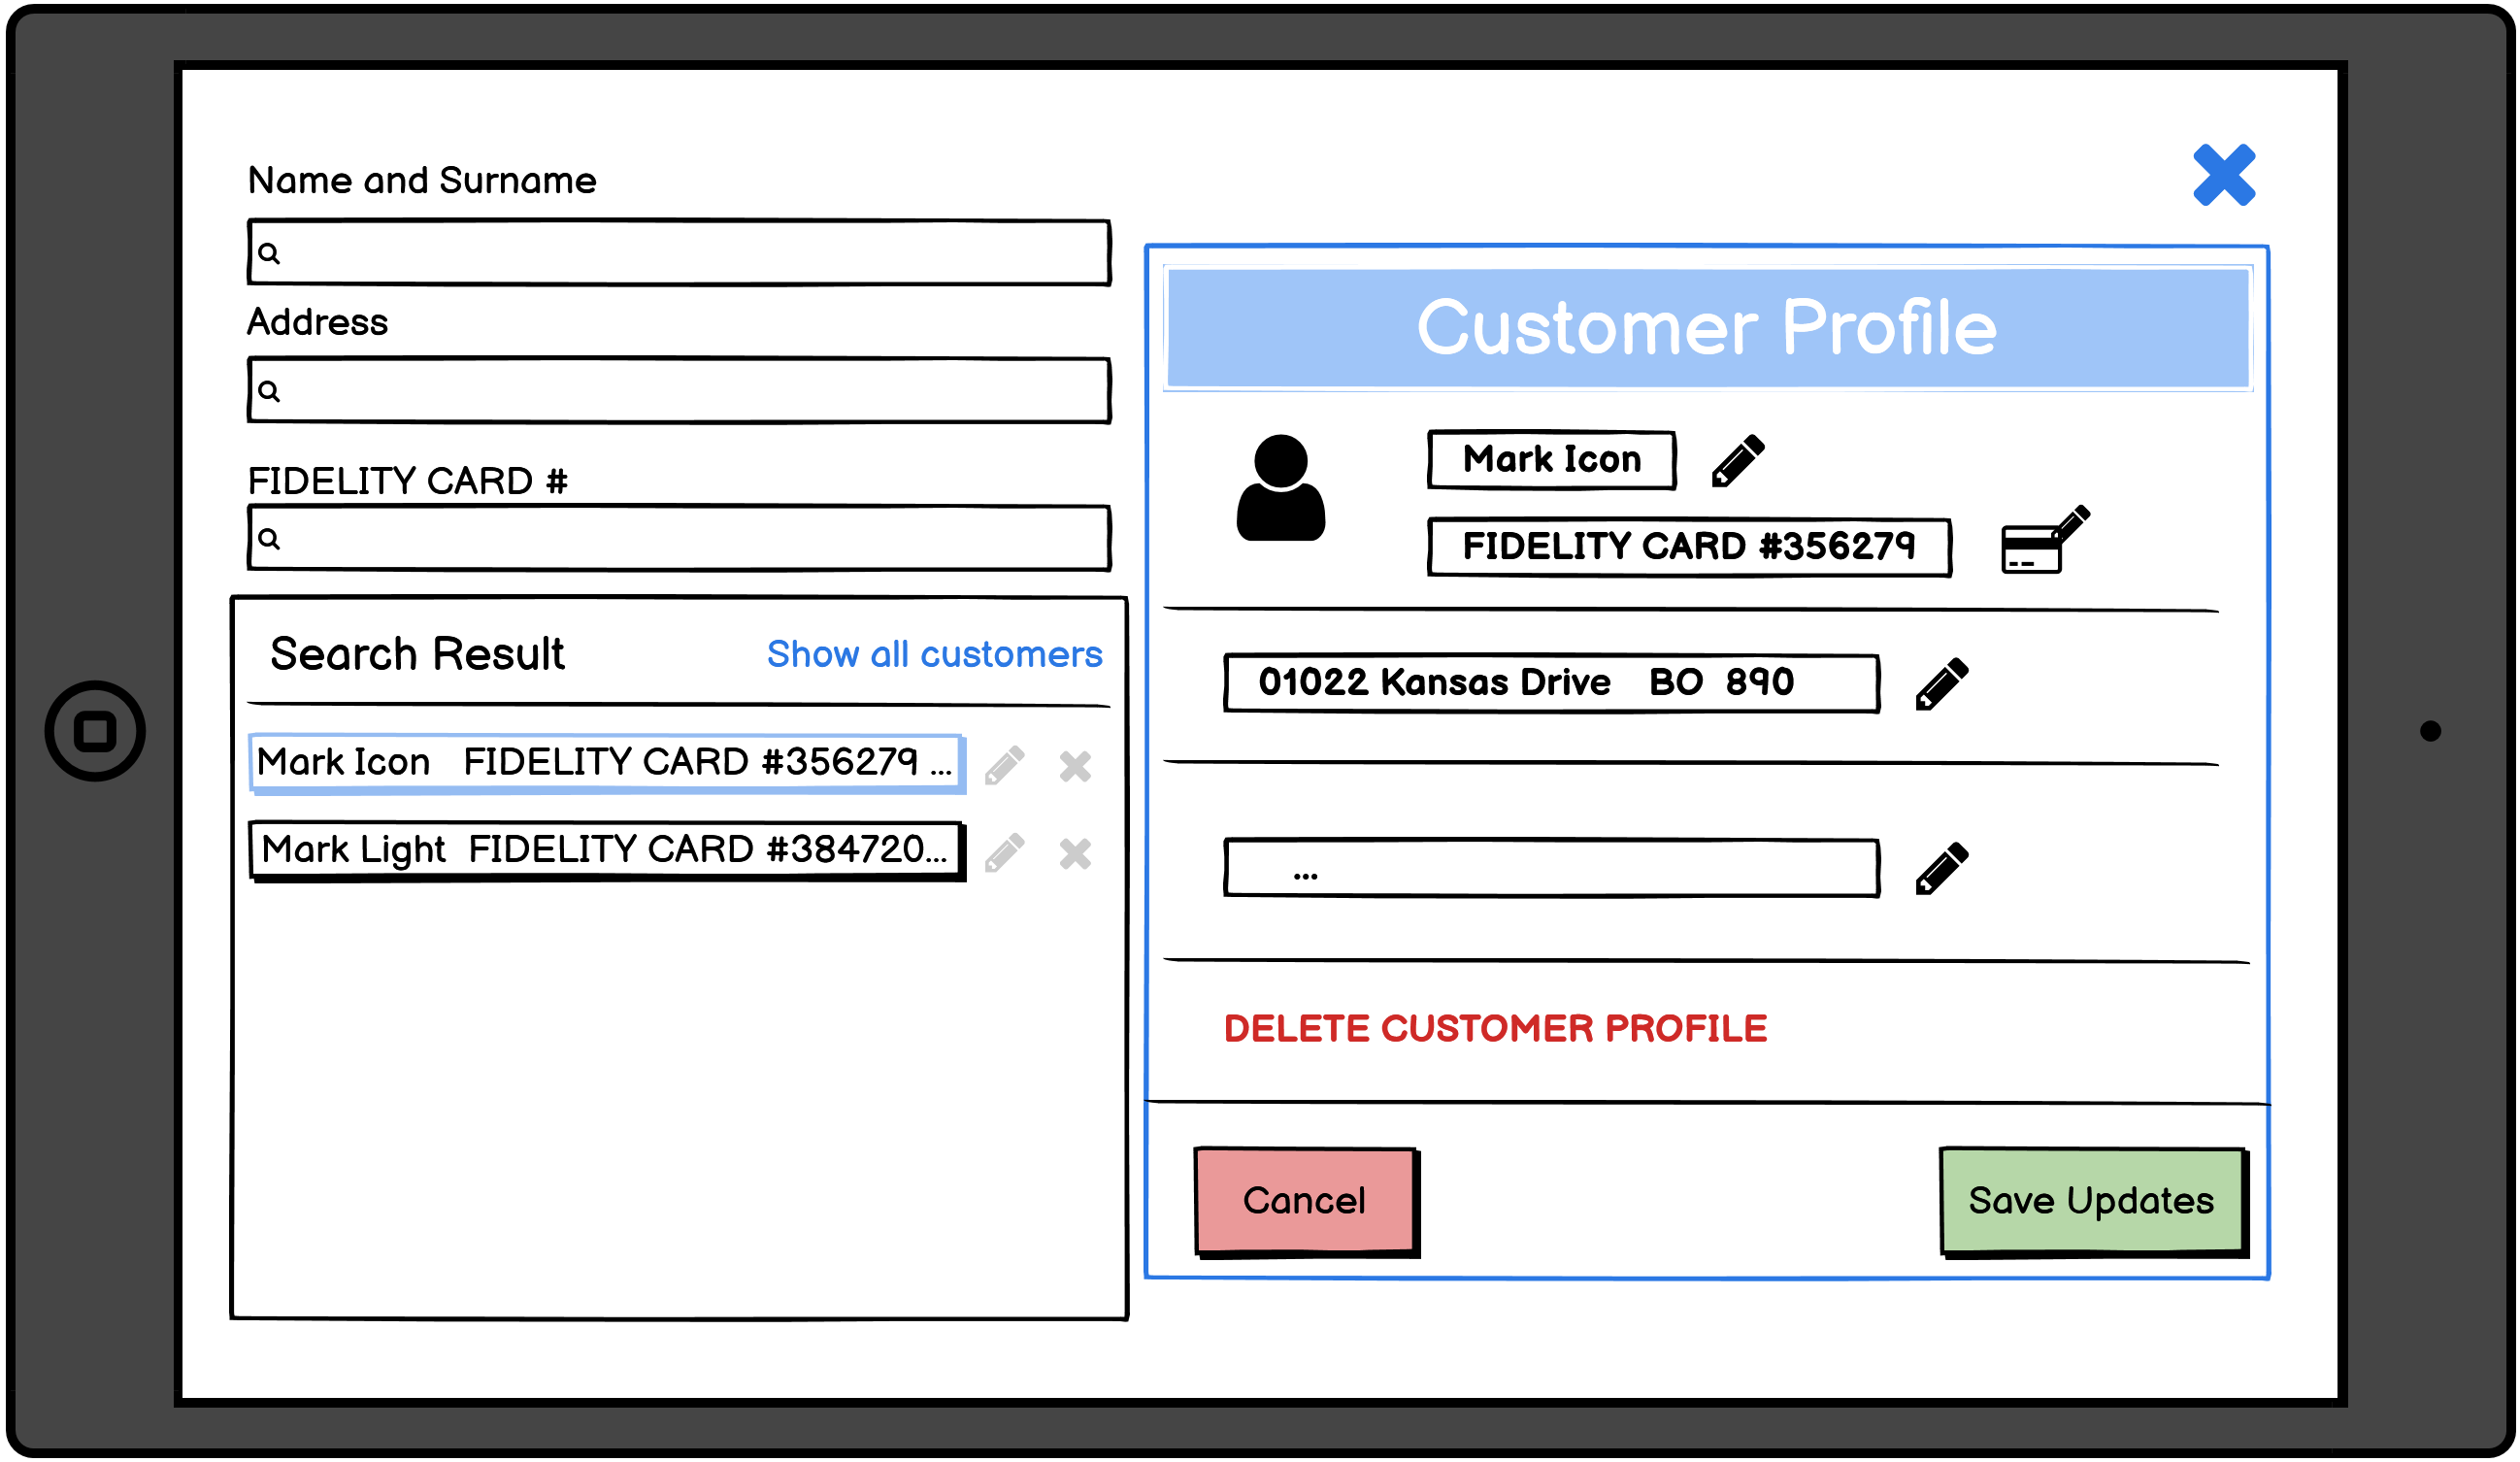 Name and Surname
Address
FIDELITY CARD #
Search Result Show all customers
Mark Icon FIDELITY CARD #356279 ...
Mark Light FIDELITY CARD #384720...
Customer Profile
Mark Icon
FIDELITY CARD #356279
01022 Kansas Drive BO 890
...
DELETE CUSTOMER PROFILE
Cancel
Save Updates